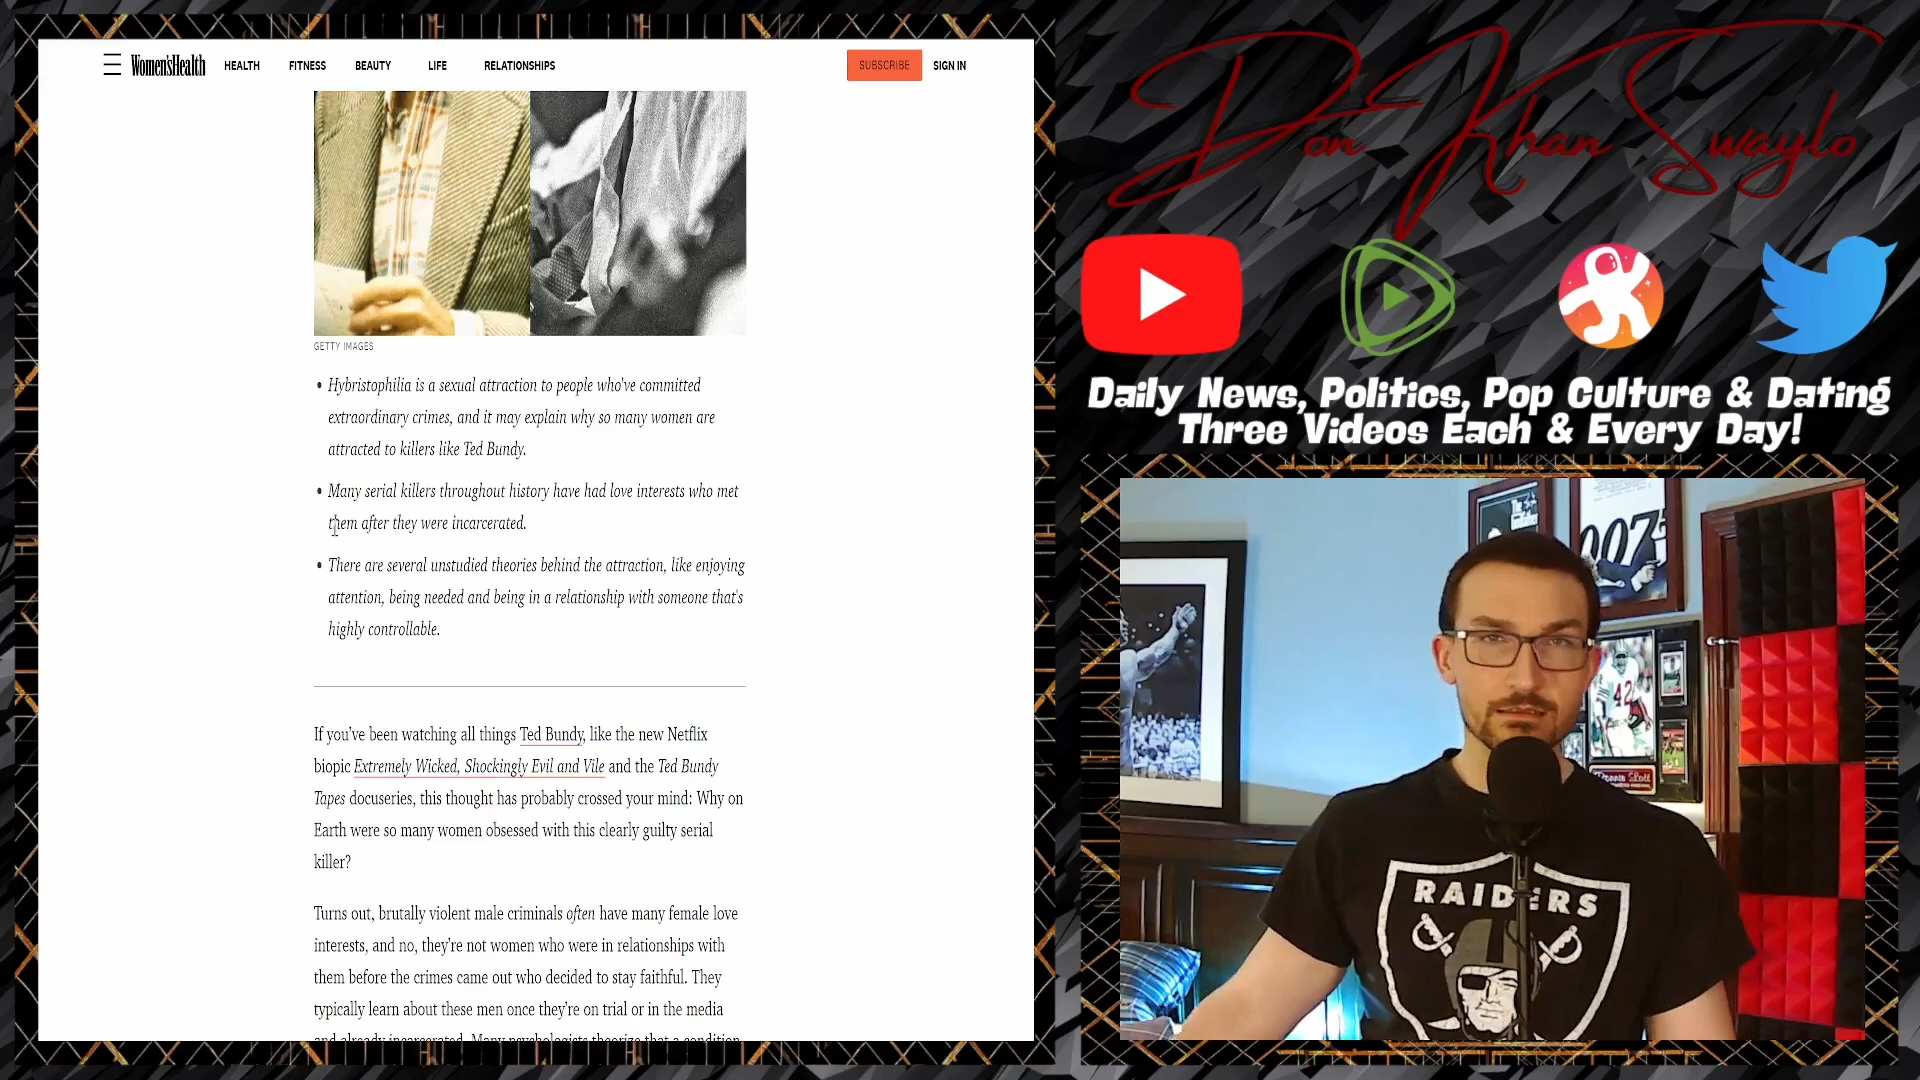 Women'sHealth HEALTH FITNESS BEAUTY LIFE RELATIONSHIPS SUBSCRIBE SIGN IN
GETTY IMAGES
• Hybristophilia is a sexual attraction to people who've committed
extraordinary crimes, and it may explain why so many women are
attracted to killers like Ted Bundy.
• Many serial killers throughout history have had love interests who met
them after they were incarcerated.
• There are several unstudied theories behind the attraction, like enjoying
attention, being needed and being in a relationship with someone that's
highly controllable.
If you’ve been watching all things Ted Bundy, like the new Netflix
biopic Extremely Wicked, Shockingly Evil and Vile and the Ted Bundy
Tapes docuseries, this thought has probably crossed your mind: Why on
Earth were so many women obsessed with this clearly guilty serial
killer?
Turns out, brutally violent male criminals often have many female love
interests, and no, they’re not women who were in relationships with
them before the crimes came out who decided to stay faithful. They
typically learn about these men once they’re on trial or in the media
and already incarcerated. Many psychologists theorize that a condition
Don Khan Swaylo
Daily News, Politics, Pop Culture & Dating
Three Videos Each & Every Day!
007
42
RAIDERS